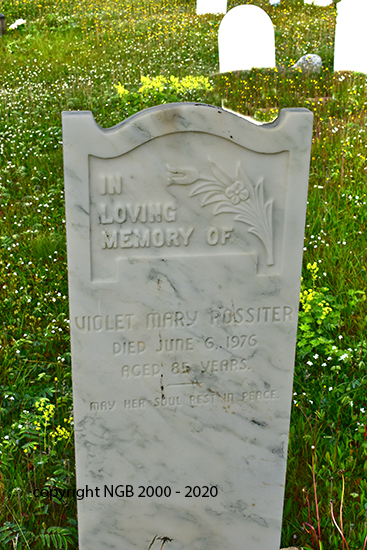 IN
LOVING
MEMORY OF
VIOLET MARY ROSSITER
DIED JUNE 6, 1976
AGED 85 YEARS.
MAY HER SOUL REST IN PEACE.
copyright NGB 2000 - 2020